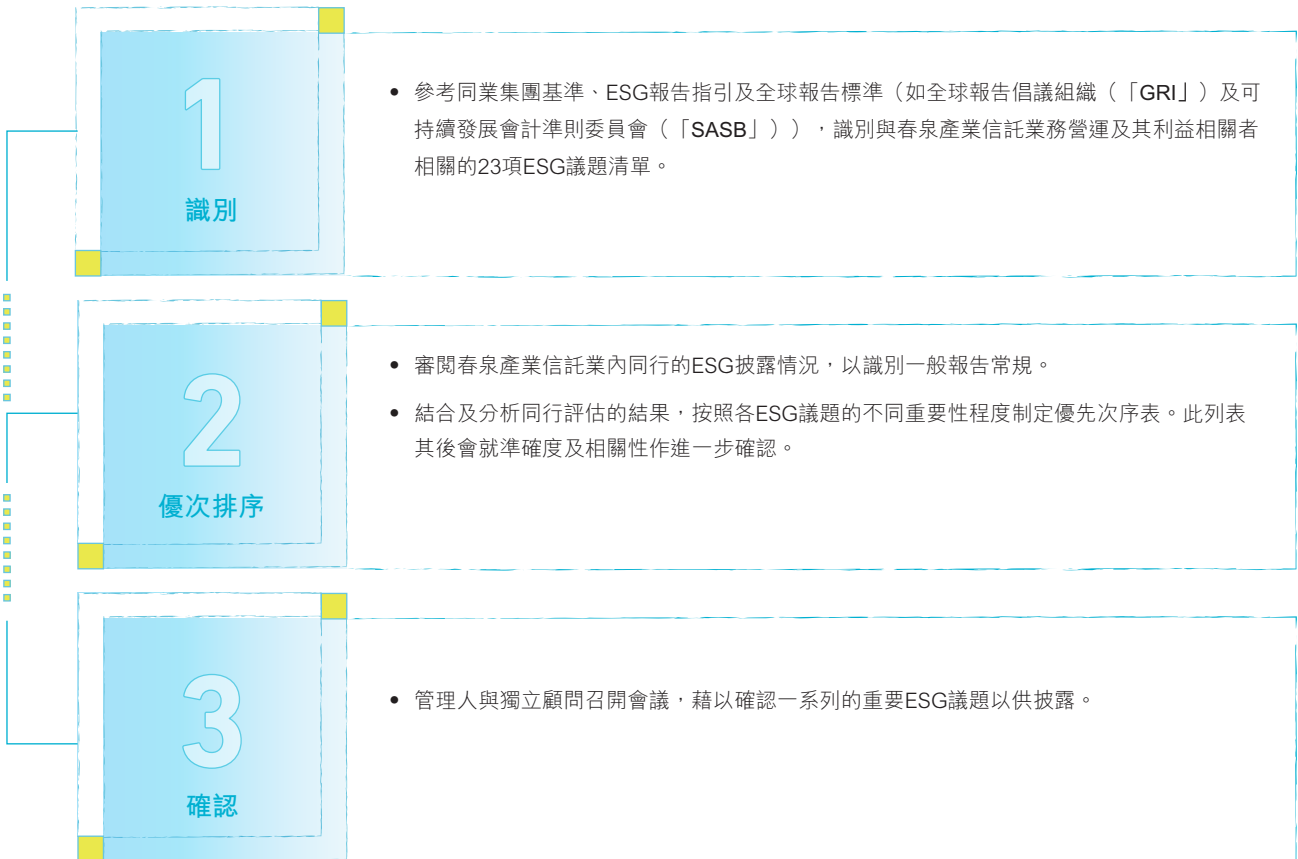 1
識別
• 參考同業集團基準、ESG報告指引及全球報告標準（如全球報告倡議組織（「GRI」）及可
持續發展會計準則委員會（「SASB」）），識別與春泉產業信託業務營運及其利益相關者
相關的23項ESG議題清單。
2
優次排序
• 審閱春泉產業信託業內同行的ESG披露情況，以識別一般報告常規。
• 結合及分析同行評估的結果，按照各ESG議題的不同重要性程度制定優先次序表。此列表
其後會就準確度及相關性作進一步確認。
3
確認
• 管理人與獨立顧問召開會議，藉以確認一系列的重要ESG議題以供披露。